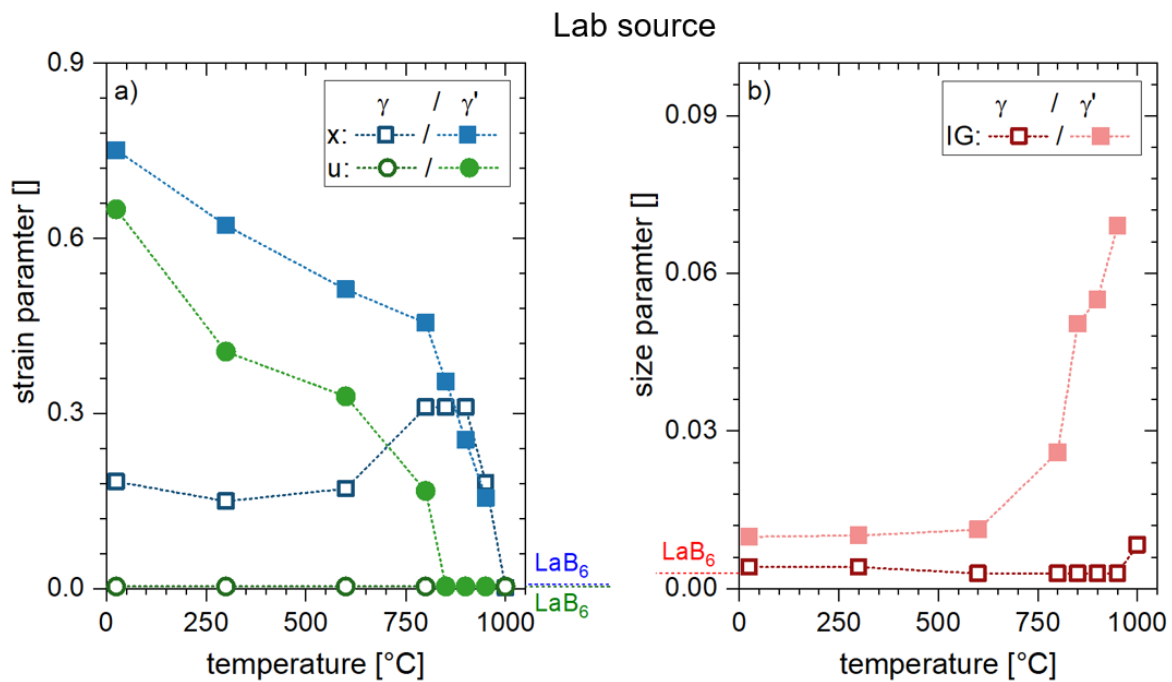 Lab source
a)
γ / γ'
x: /
u: /
0.9
0.6
0.3
0.0
strain paramter []
0
250
500
750
1000
temperature [°C]
LaB₆
LaB₆
b)
γ / γ'
IG: /
0.09
0.06
0.03
0.00
size paramter []
LaB₆
0
250
500
750
1000
temperature [°C]